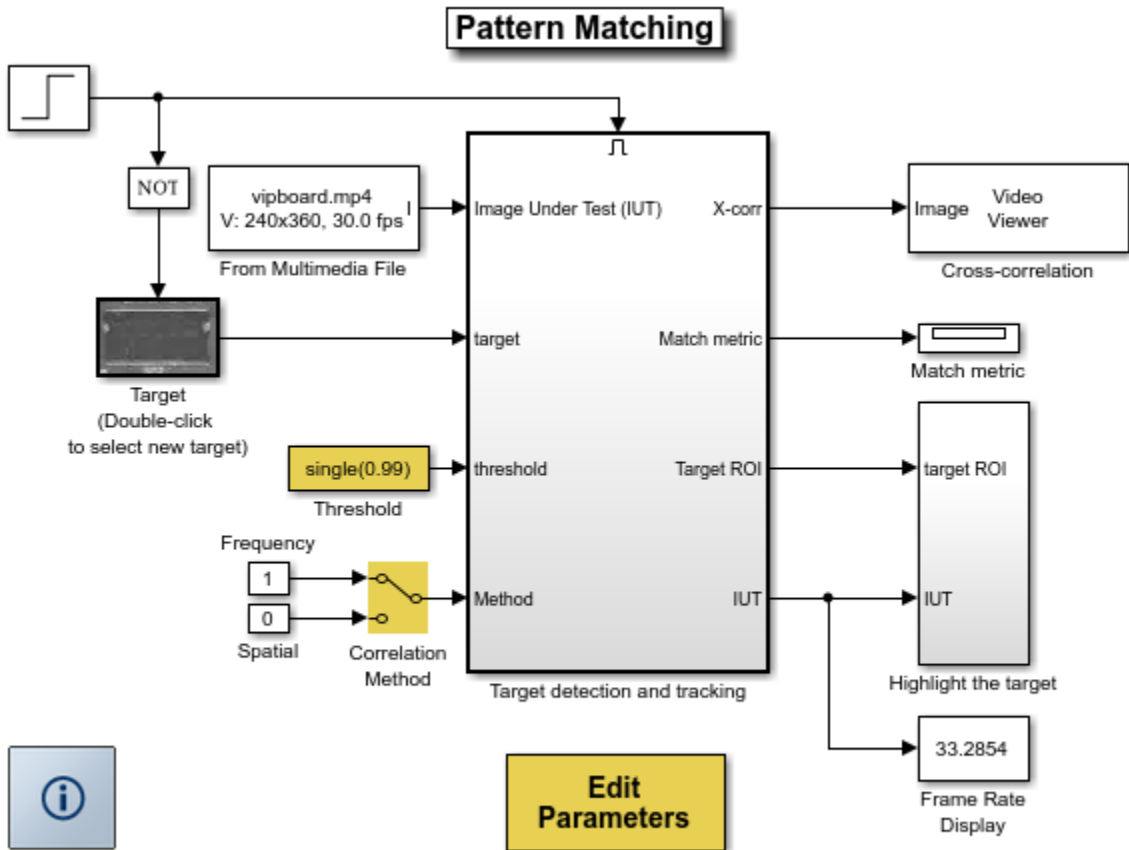 Pattern Matching
NOT
vipboard.mp4
V: 240x360, 30.0 fps
I
From Multimedia File
Target
(Double-click
to select new target)
single(0.99)
Threshold
Frequency
1
0
Spatial
Correlation
Method
Image Under Test (IUT)
target
threshold
Method
X-corr
Match metric
Target ROI
IUT
Target detection and tracking
Image
Video
Viewer
Cross-correlation
Match metric
target ROI
IUT
Highlight the target
33.2854
Frame Rate
Display
i
Edit
Parameters